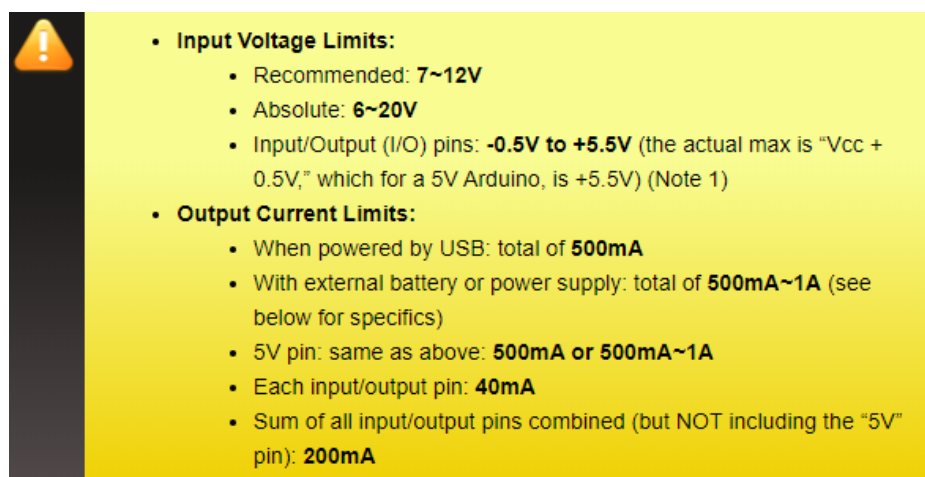 • Input Voltage Limits:
• Recommended: 7~12V
• Absolute: 6~20V
• Input/Output (I/O) pins: -0.5V to +5.5V (the actual max is “Vcc +
0.5V,” which for a 5V Arduino, is +5.5V) (Note 1)
• Output Current Limits:
• When powered by USB: total of 500mA
• With external battery or power supply: total of 500mA~1A (see
below for specifics)
• 5V pin: same as above: 500mA or 500mA~1A
• Each input/output pin: 40mA
• Sum of all input/output pins combined (but NOT including the “5V”
pin): 200mA